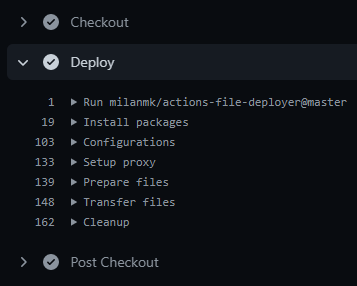 Checkout
Deploy
1 Run milanmk/actions-file-deployer@master
19 Install packages
103 Configurations
133 Setup proxy
139 Prepare files
148 Transfer files
162 Cleanup
Post Checkout